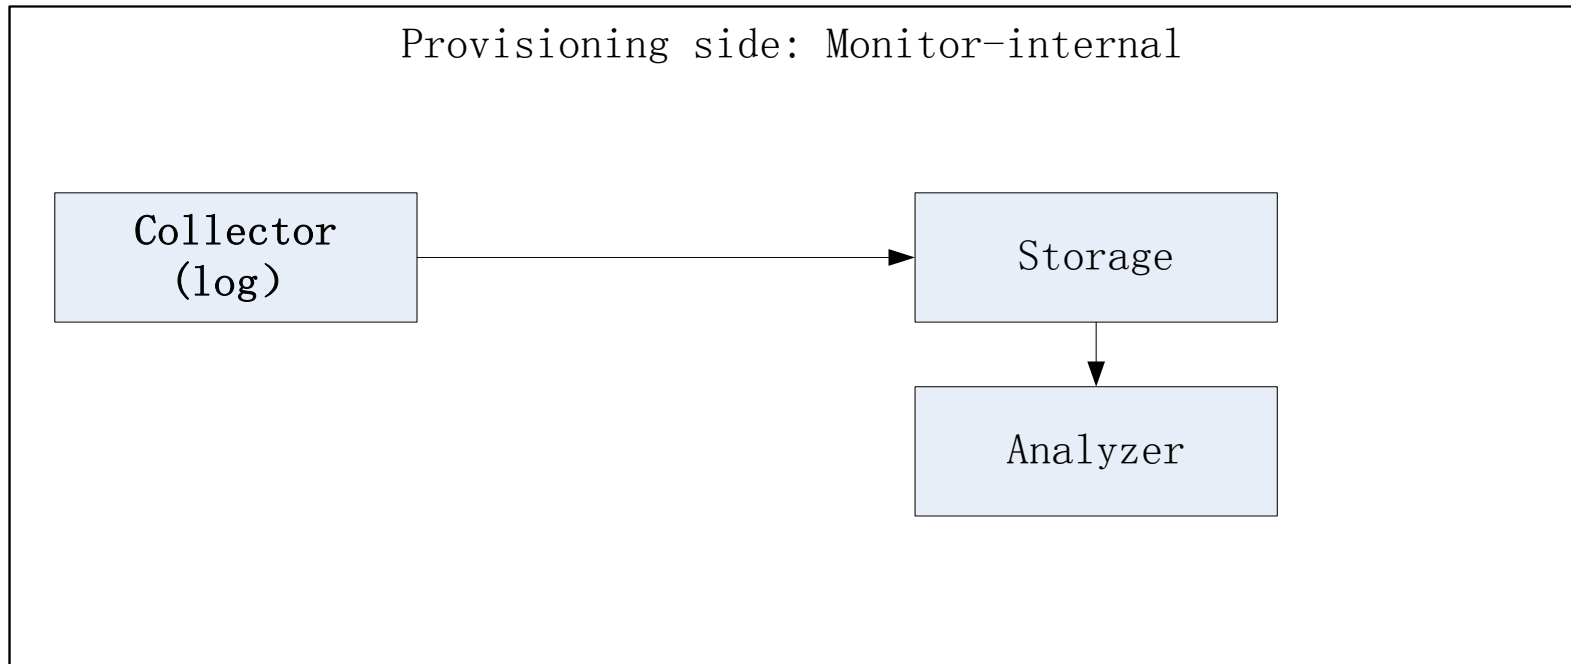 Provisioning side: Monitor-internal
Collector
(log)
Storage
Analyzer